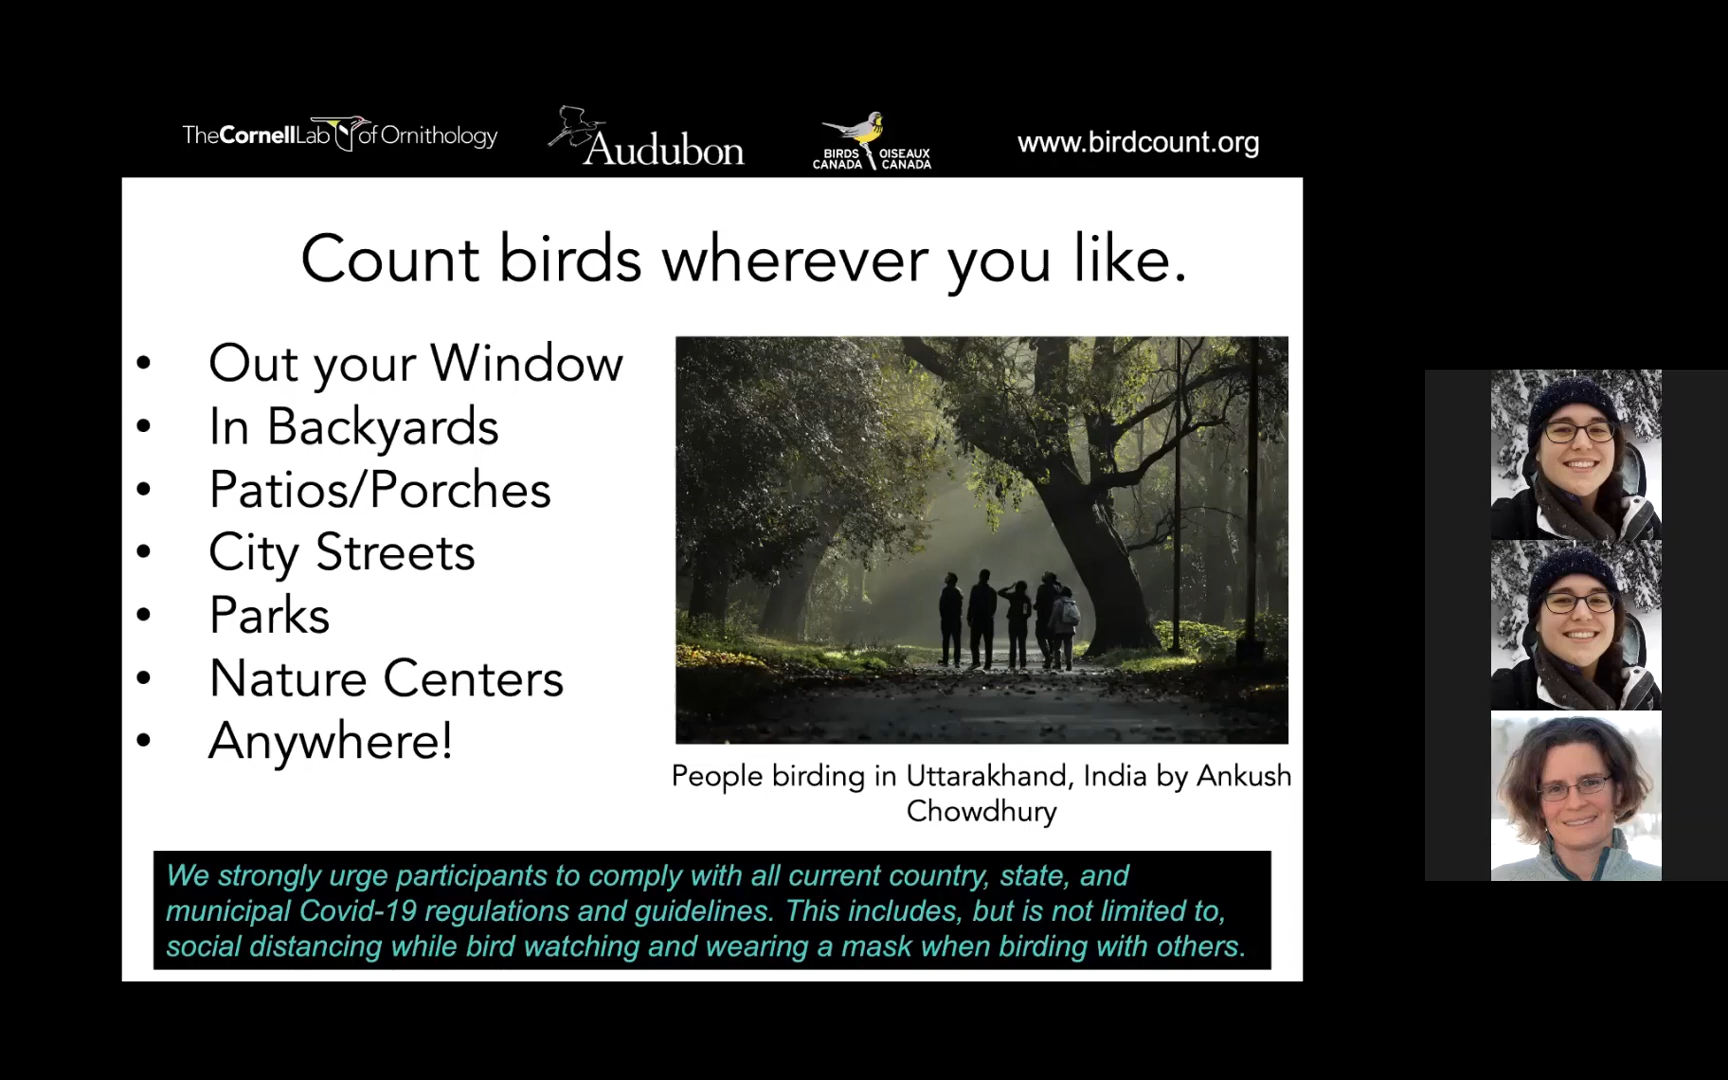 TheCornellLab of Ornithology
Audubon
BIRDS OISEAUX
CANADA CANADA
www.birdcount.org
Count birds wherever you like.
• Out your Window
• In Backyards
• Patios/Porches
• City Streets
• Parks
• Nature Centers
• Anywhere!
People birding in Uttarakhand, India by Ankush
Chowdhury
We strongly urge participants to comply with all current country, state, and
municipal Covid-19 regulations and guidelines. This includes, but is not limited to,
social distancing while bird watching and wearing a mask when birding with others.